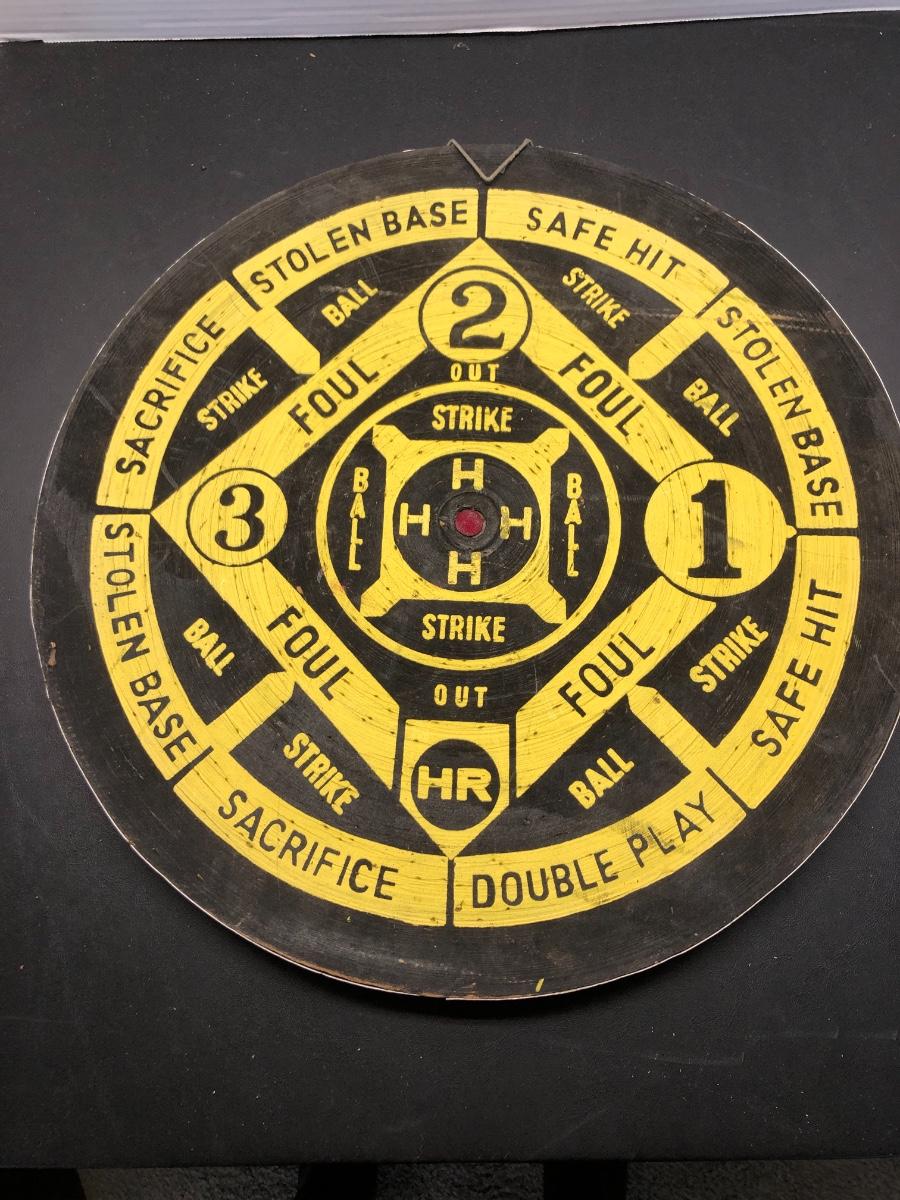 STOLEN BASE
SAFE HIT
SACRIFICE
BALL
2
STRIKE
STOLEN BASE
STRIKE
FOUL
OUT
FOUL
BALL
STRIKE
3
BALL
H
H H
H
BALL
1
STRIKE
STOLEN BASE
BALL
FOUL
OUT
FOUL
STRIKE
SAFE HIT
STRIKE
HR
BALL
SACRIFICE
DOUBLE PLAY